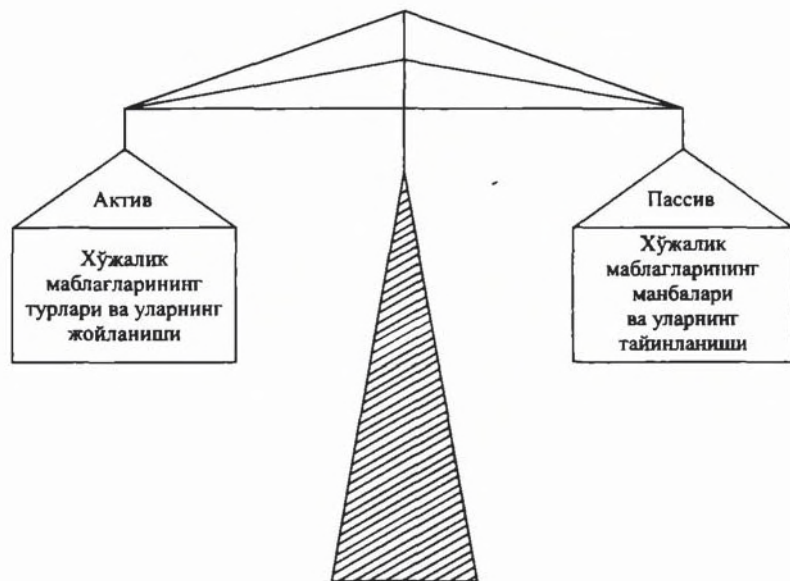 Актив
Хўжалик
маблағларининг
турлари ва уларнинг
жойланиши
Пассив
Хўжалик
маблағларининг
манбалари
ва уларнинг
тайинланиши